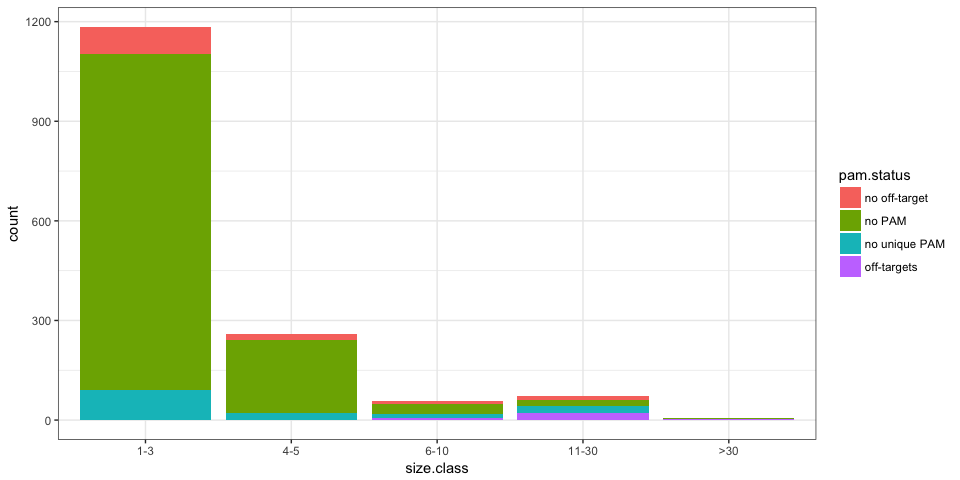 count
1200
900
600
300
0
1-3
4-5
6-10
11-30
>30
size.class
pam.status
no off-target
no PAM
no unique PAM
off-targets